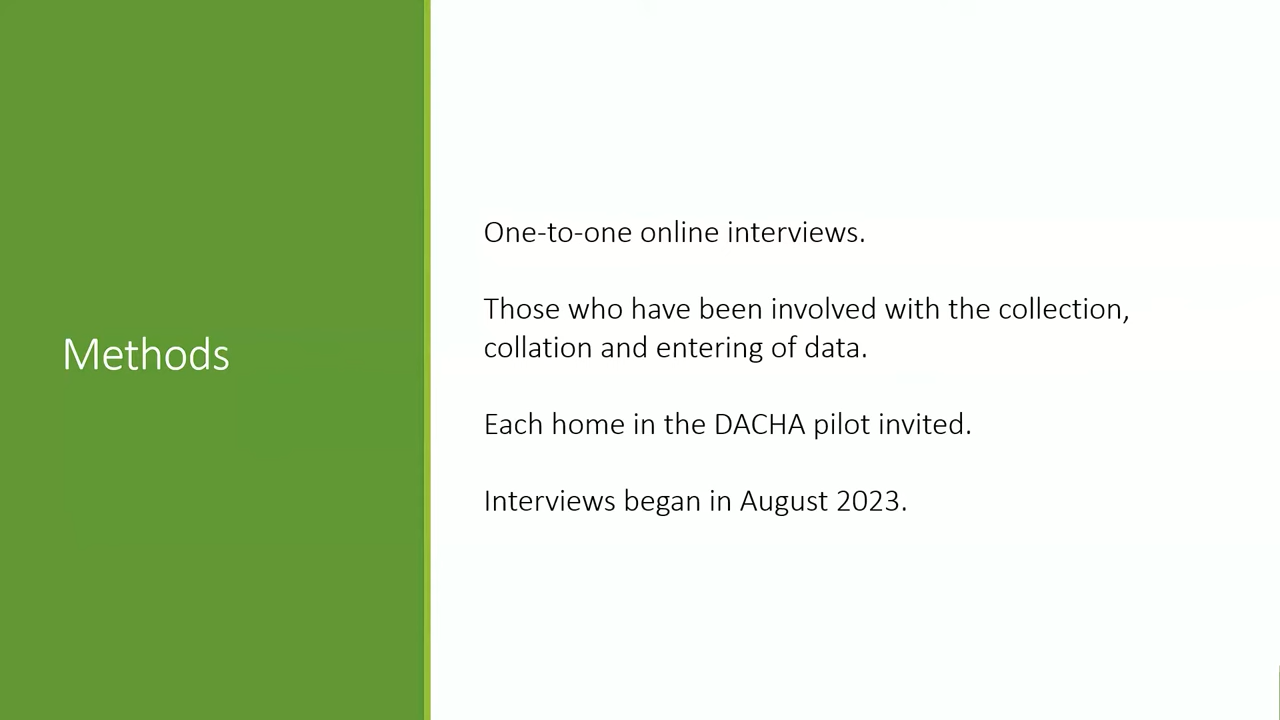 Methods
One-to-one online interviews.
Those who have been involved with the collection,
collation and entering of data.
Each home in the DACHA pilot invited.
Interviews began in August 2023.